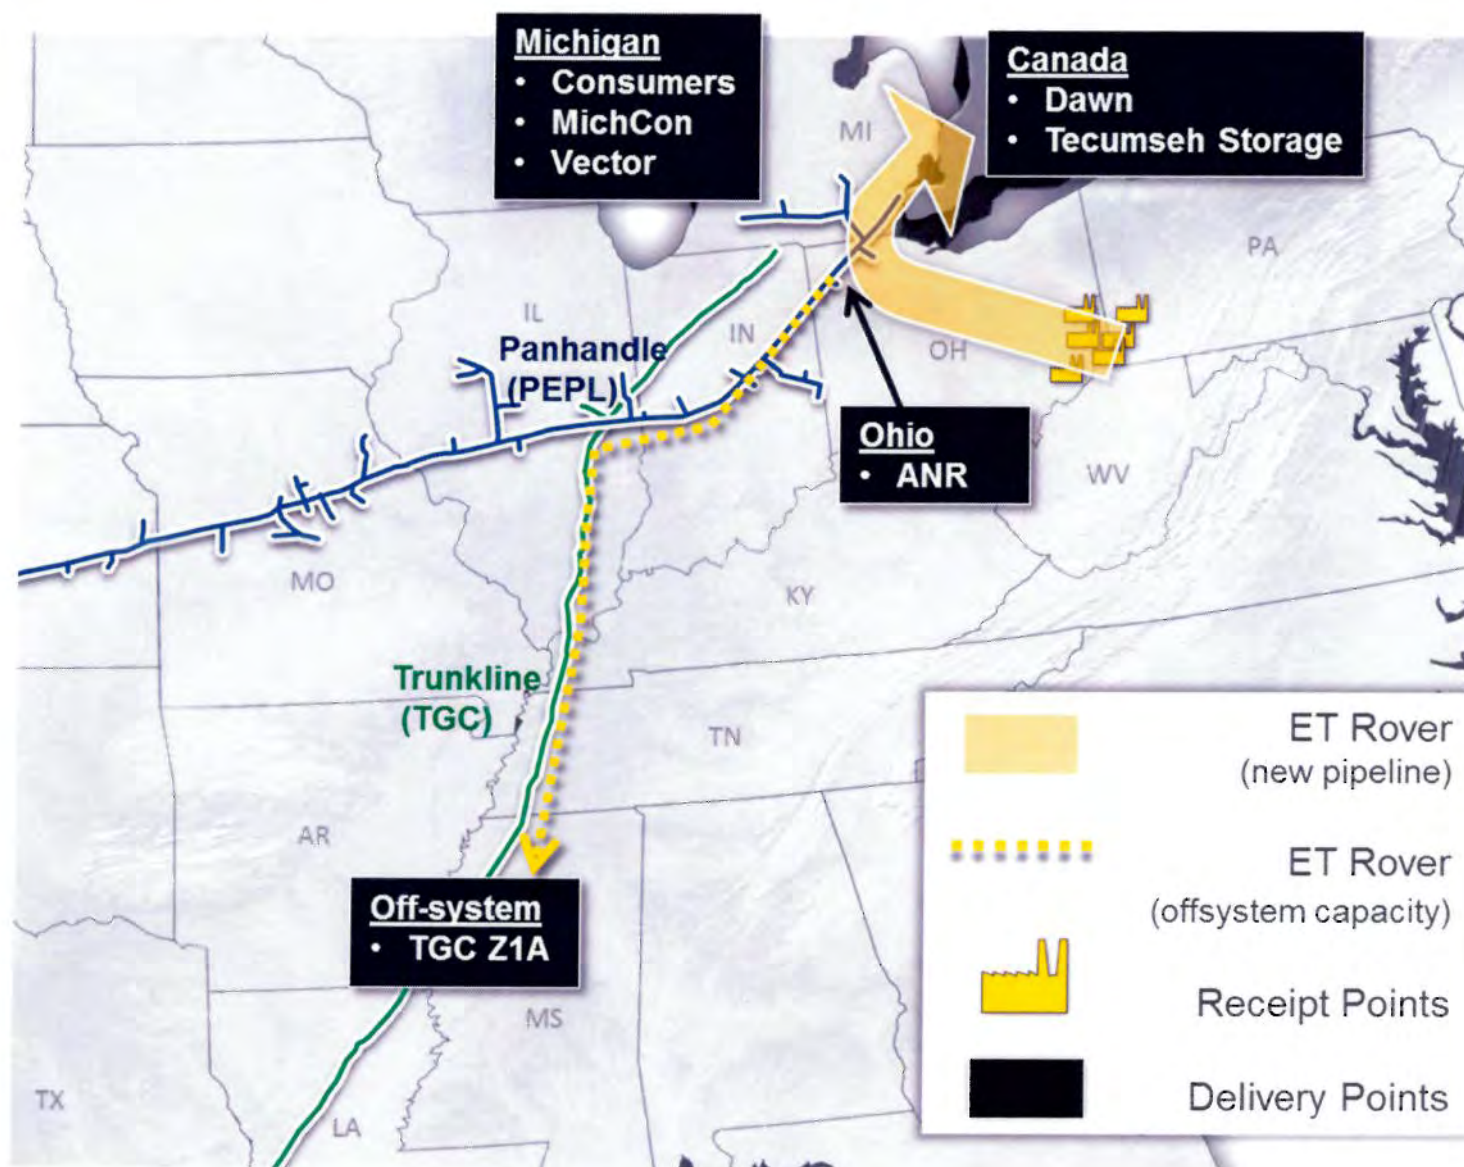 Michigan
• Consumers
• MichCon
• Vector
Canada
• Dawn
• Tecumseh Storage
MI
PA
IL
IN
OH
Panhandle
(PEPL)
Ohio
• ANR
WV
MO
KY
Trunkline
(TGC)
TN
AR
Off-system
• TGC Z1A
MS
TX
LA
ET Rover
(new pipeline)
ET Rover
(offsystem capacity)
Receipt Points
Delivery Points